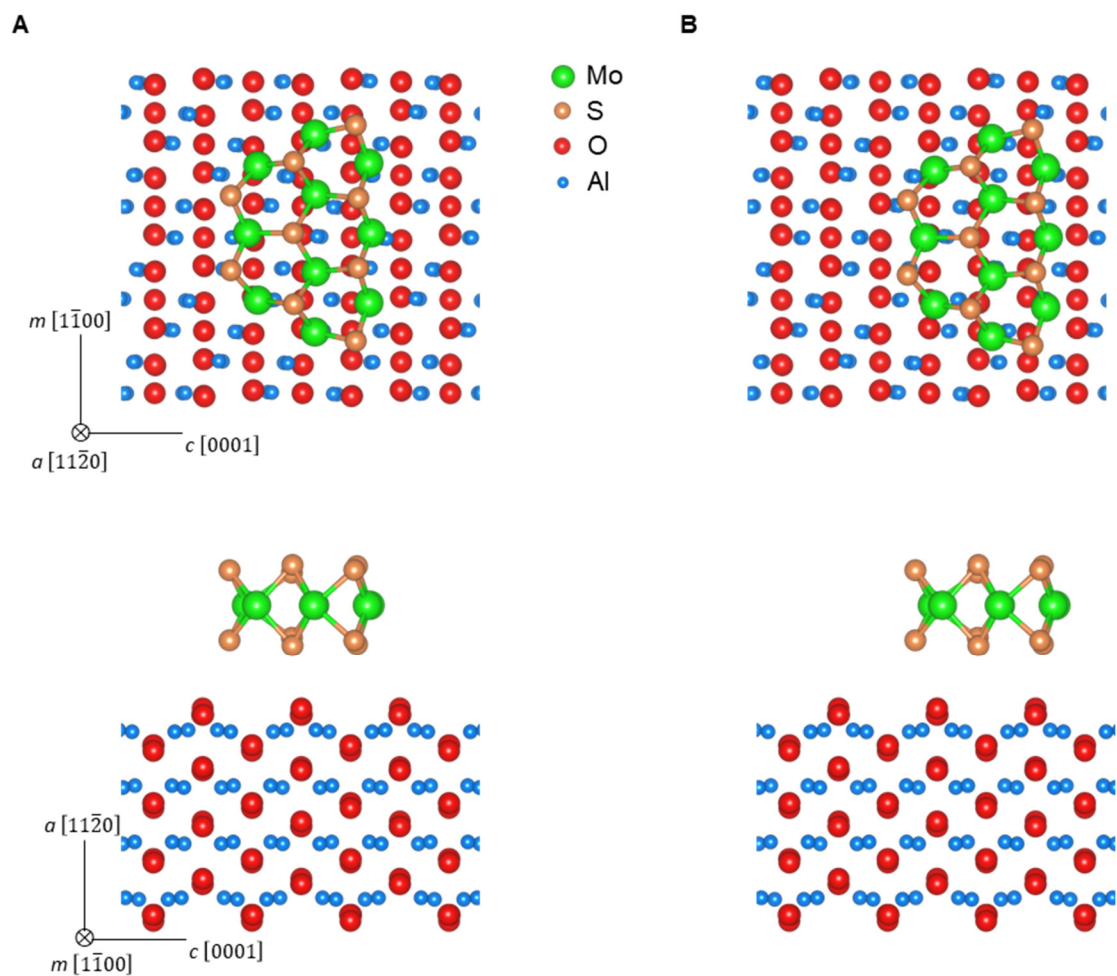 A
B
Mo
S
O
Al
m [11̅00]
c [0001]
a [112̅0]
a [112̅0]
c [0001]
m [11̅00]